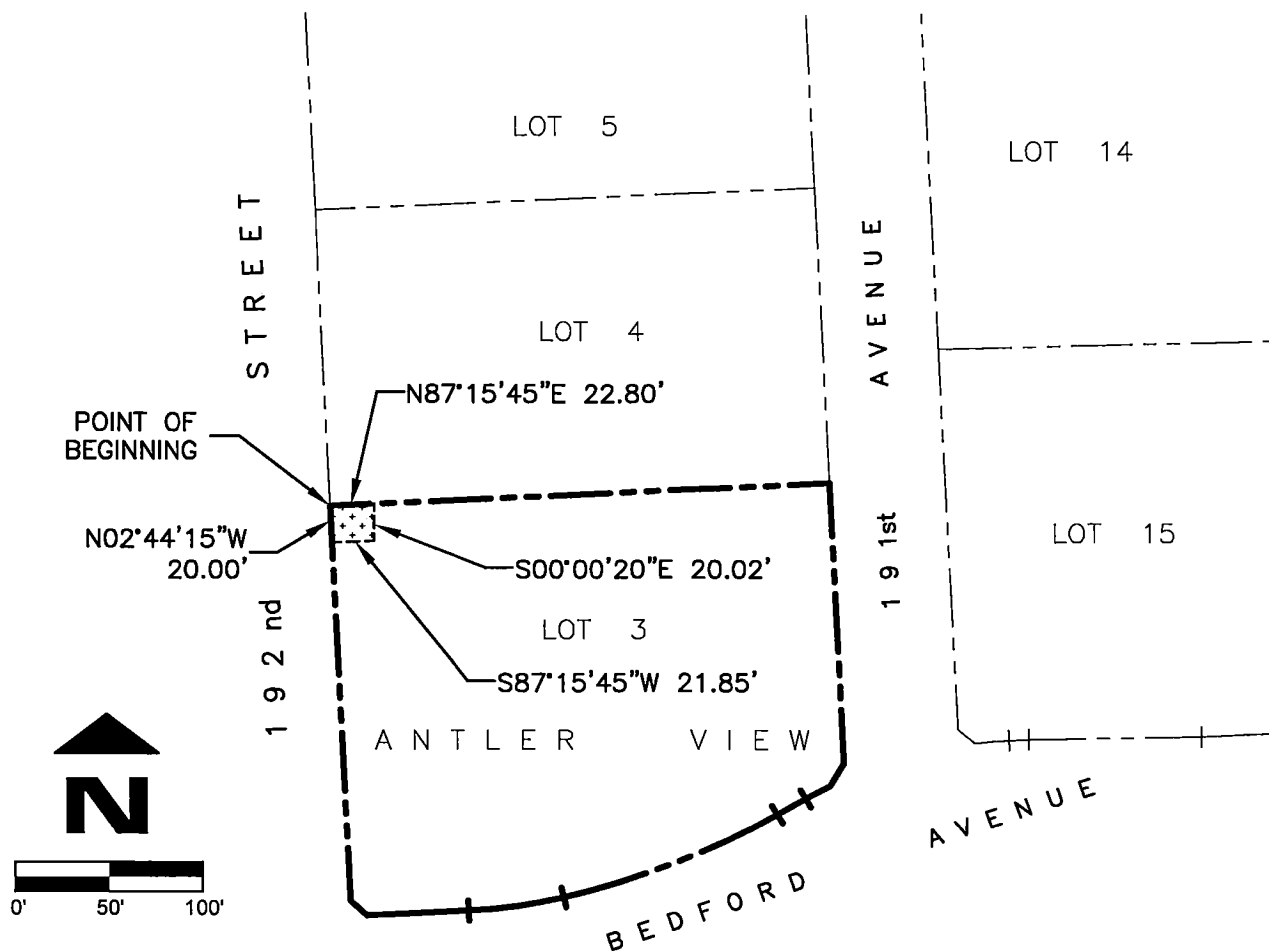 LOT 5
LOT 14
STREET
AVENUE
LOT 4
N87°15'45"E 22.80'
POINT OF
BEGINNING
N02°44'15"W
20.00'
S00°00'20"E 20.02'
191st
LOT 15
192nd
LOT 3
S87°15'45"W 21.85'
ANTLER VIEW
N
BEDFORD AVENUE
0' 50' 100'